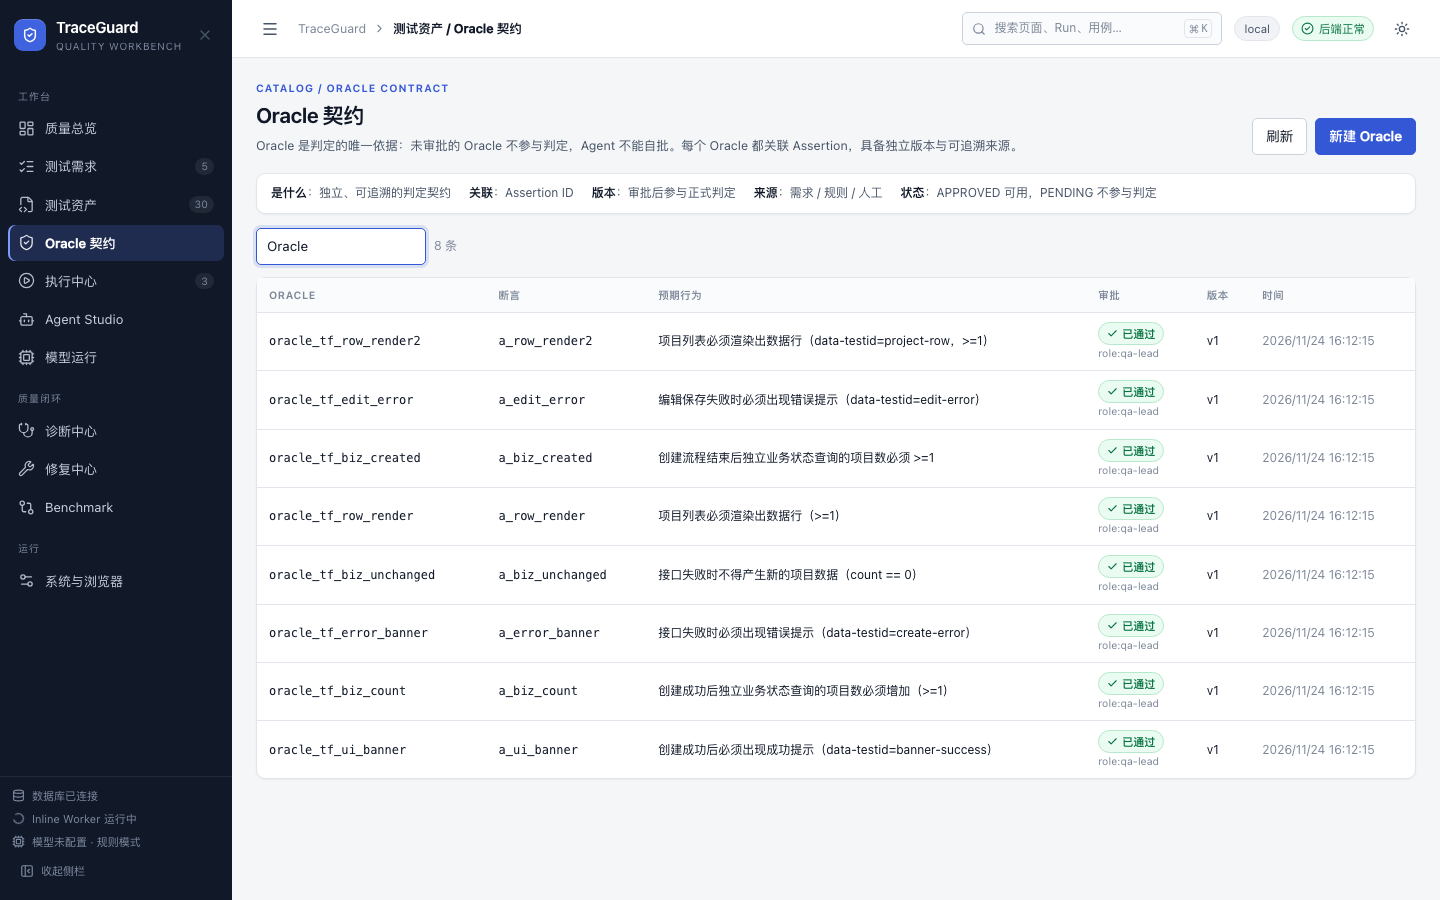 TraceGuard
QUALITY WORKBENCH
工作台
质量总览
测试需求 5
测试资产 30
Oracle 契约
执行中心 3
Agent Studio
模型运行
质量闭环
诊断中心
修复中心
Benchmark
运行
系统与浏览器
数据库已连接
Inline Worker 运行中
模型未配置 · 规则模式
收起侧栏
TraceGuard > 测试资产 / Oracle 契约
搜索页面、Run、用例... ⌘ K
local
后端正常
CATALOG / ORACLE CONTRACT
Oracle 契约
Oracle 是判定的唯一依据：未审批的 Oracle 不参与判定，Agent 不能自批。每个 Oracle 都关联 Assertion，具备独立版本与可追溯来源。
刷新
新建 Oracle
是什么：独立、可追溯的判定契约 关联：Assertion ID 版本：审批后参与正式判定 来源：需求 / 规则 / 人工 状态：APPROVED 可用，PENDING 不参与判定
Oracle 8 条
ORACLE 断言 预期行为 审批 版本 时间
oracle_tf_row_render2 a_row_render2 项目列表必须渲染出数据行（data-testid=project-row，>=1） 已通过 v1 2026/11/24 16:12:15
role:qa-lead
oracle_tf_edit_error a_edit_error 编辑保存失败时必须出现错误提示（data-testid=edit-error） 已通过 v1 2026/11/24 16:12:15
role:qa-lead
oracle_tf_biz_created a_biz_created 创建流程结束后独立业务状态查询的项目数必须 >=1 已通过 v1 2026/11/24 16:12:15
role:qa-lead
oracle_tf_row_render a_row_render 项目列表必须渲染出数据行（>=1） 已通过 v1 2026/11/24 16:12:15
role:qa-lead
oracle_tf_biz_unchanged a_biz_unchanged 接口失败时不得产生新的项目数据（count == 0） 已通过 v1 2026/11/24 16:12:15
role:qa-lead
oracle_tf_error_banner a_error_banner 接口失败时必须出现错误提示（data-testid=create-error） 已通过 v1 2026/11/24 16:12:15
role:qa-lead
oracle_tf_biz_count a_biz_count 创建成功后独立业务状态查询的项目数必须增加（>=1） 已通过 v1 2026/11/24 16:12:15
role:qa-lead
oracle_tf_ui_banner a_ui_banner 创建成功后必须出现成功提示（data-testid=banner-success） 已通过 v1 2026/11/24 16:12:15
role:qa-lead